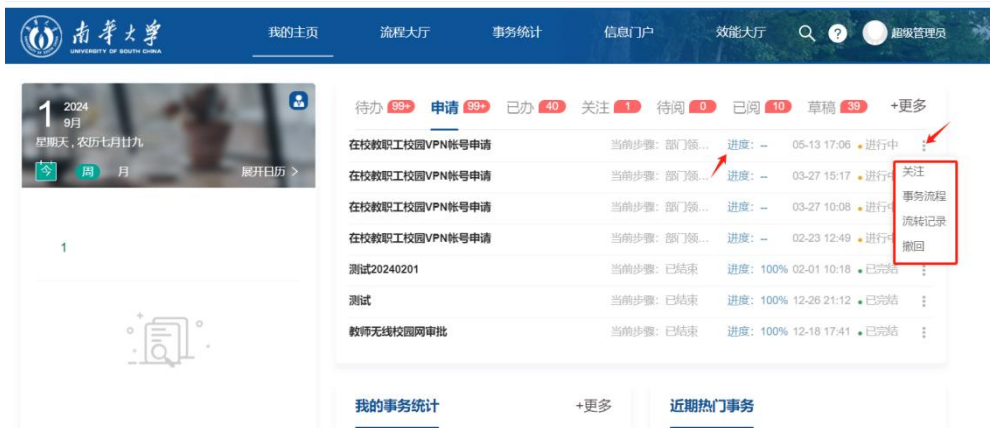 南华大学
UNIVERSITY OF SOUTH CHINA
我的主页 流程大厅 事务统计 信息门户 效能大厅 ? 超级管理员
1 2024
9月
星期天,农历七月廿九
今 周 月 展开日历 >
1
待办 99+ 申请 99+ 已办 40 关注 1 待阅 0 已阅 10 草稿 39 +更多
在校教职工校园VPN帐号申请 当前步骤:部门领... 进度:-- 05-13 17:06 进行中
在校教职工校园VPN帐号申请 当前步骤:部门领... 进度:-- 03-27 15:17 进行中
在校教职工校园VPN帐号申请 当前步骤:部门领... 进度:-- 03-27 10:08 进行中
在校教职工校园VPN帐号申请 当前步骤:部门领... 进度:-- 02-23 12:49 进行中
测试20240201 当前步骤:已结束 进度:100% 02-01 10:18 已完结
测试 当前步骤:已结束 进度:100% 12-26 21:12 已完结
教师无线校园网审批 当前步骤:已结束 进度:100% 12-18 17:41 已完结
关注
事务流程
流转记录
撤回
我的事务统计 +更多
近期热门事务